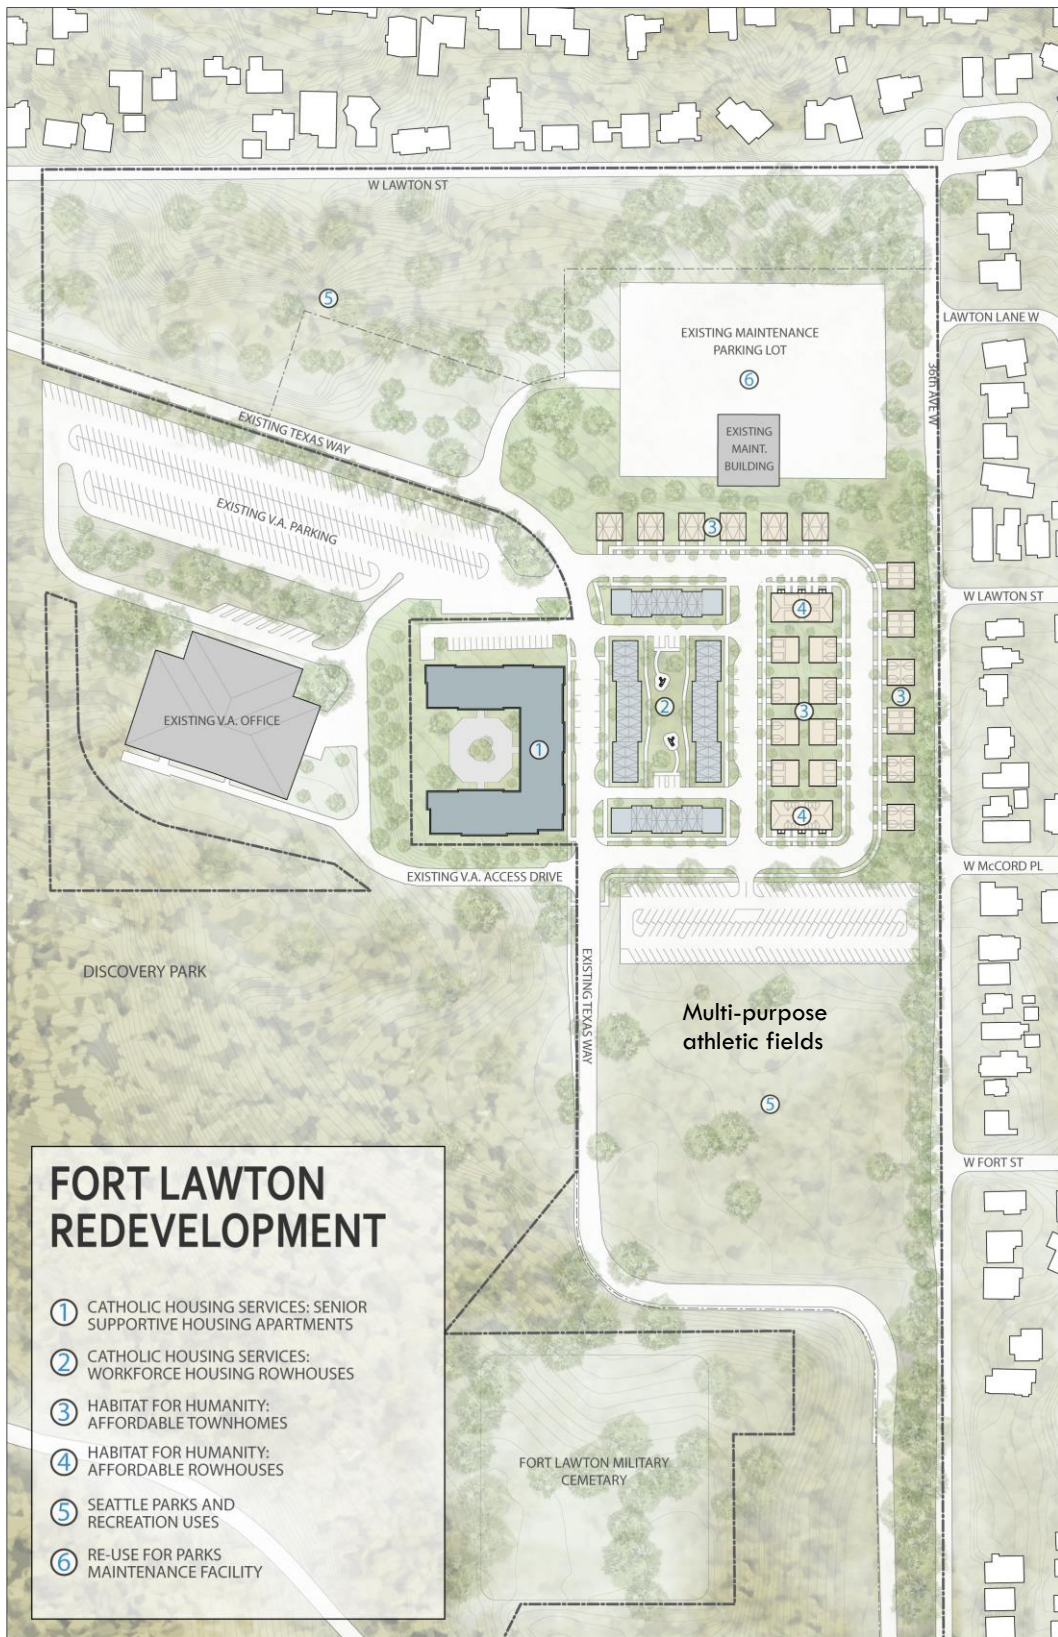 W LAWTON ST
5
EXISTING MAINTENANCE
PARKING LOT
6
LAWTON LANE W
36th AVE W
EXISTING TEXAS WAY
EXISTING
MAINT.
BUILDING
EXISTING V.A. PARKING
3
W LAWTON ST
4
EXISTING V.A. OFFICE
1
2
3
3
4
W McCORD PL
EXISTING V.A. ACCESS DRIVE
DISCOVERY PARK
EXISTING TEXAS WAY
Multi-purpose
athletic fields
5
W FORT ST
FORT LAWTON
REDEVELOPMENT
1 CATHOLIC HOUSING SERVICES: SENIOR
SUPPORTIVE HOUSING APARTMENTS
2 CATHOLIC HOUSING SERVICES:
WORKFORCE HOUSING ROWHOUSES
3 HABITAT FOR HUMANITY:
AFFORDABLE TOWNHOMES
4 HABITAT FOR HUMANITY:
AFFORDABLE ROWHOUSES
5 SEATTLE PARKS AND
RECREATION USES
6 RE-USE FOR PARKS
MAINTENANCE FACILITY
FORT LAWTON MILITARY
CEMETARY